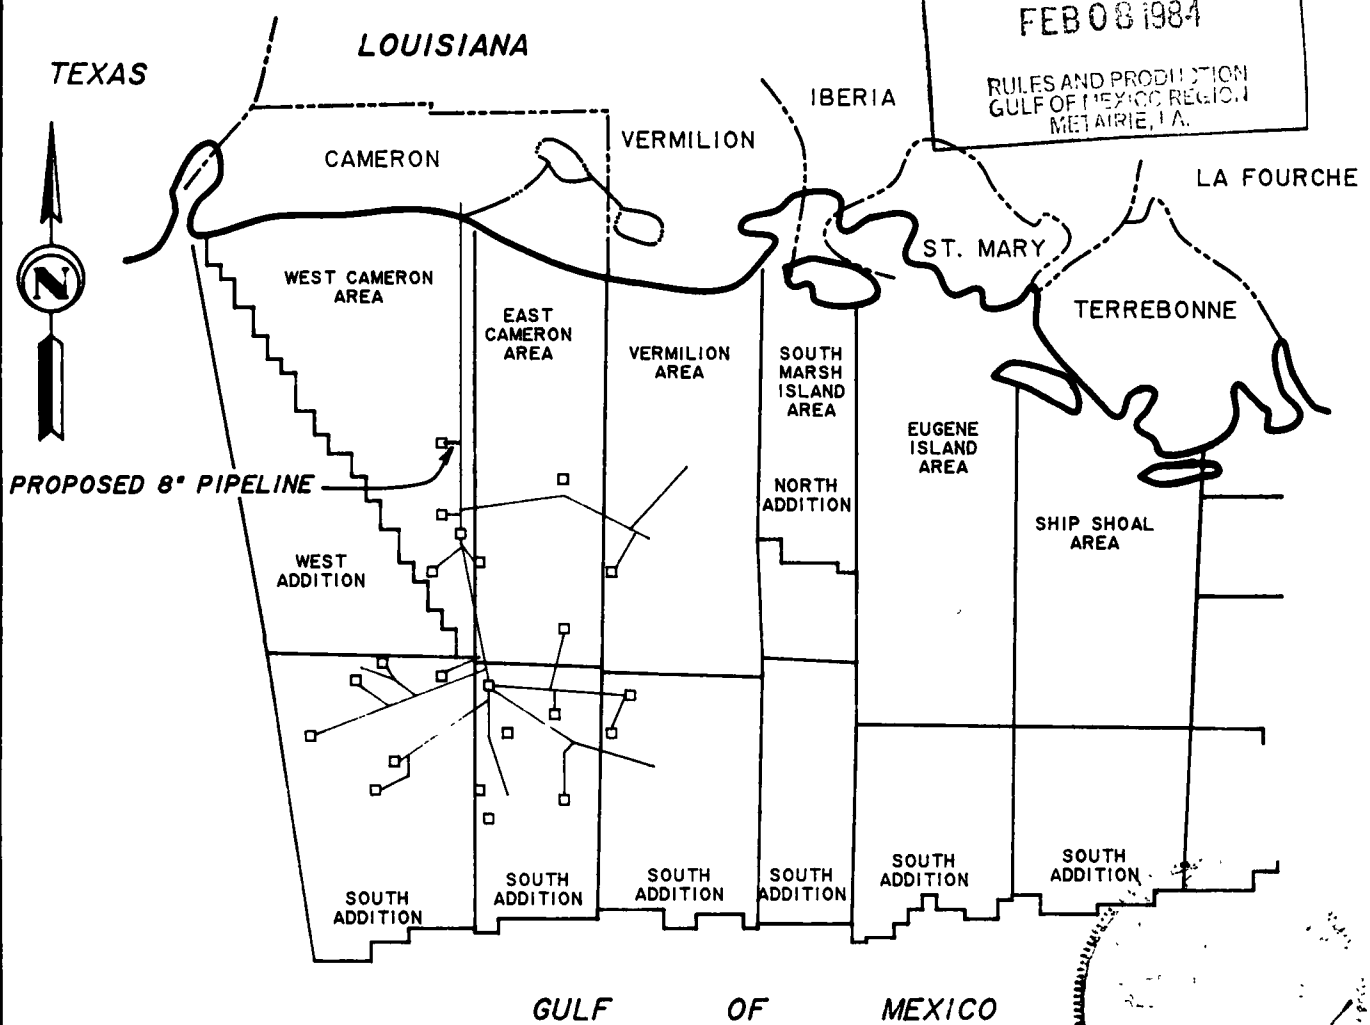 FEB 08 1984
RULES AND PRODUCTION
GULF OF MEXICO REGION
METAIRIE, LA.
LOUISIANA
TEXAS
IBERIA
VERMILION
CAMERON
LA FOURCHE
ST. MARY
TERREBONNE
N
WEST CAMERON
AREA
EAST
CAMERON
AREA
VERMILION
AREA
SOUTH
MARSH
ISLAND
AREA
EUGENE
ISLAND
AREA
PROPOSED 8" PIPELINE
NORTH
ADDITION
SHIP SHOAL
AREA
WEST
ADDITION
SOUTH
ADDITION
SOUTH
ADDITION
SOUTH
ADDITION
SOUTH
ADDITION
SOUTH
ADDITION
SOUTH
ADDITION
GULF OF MEXICO